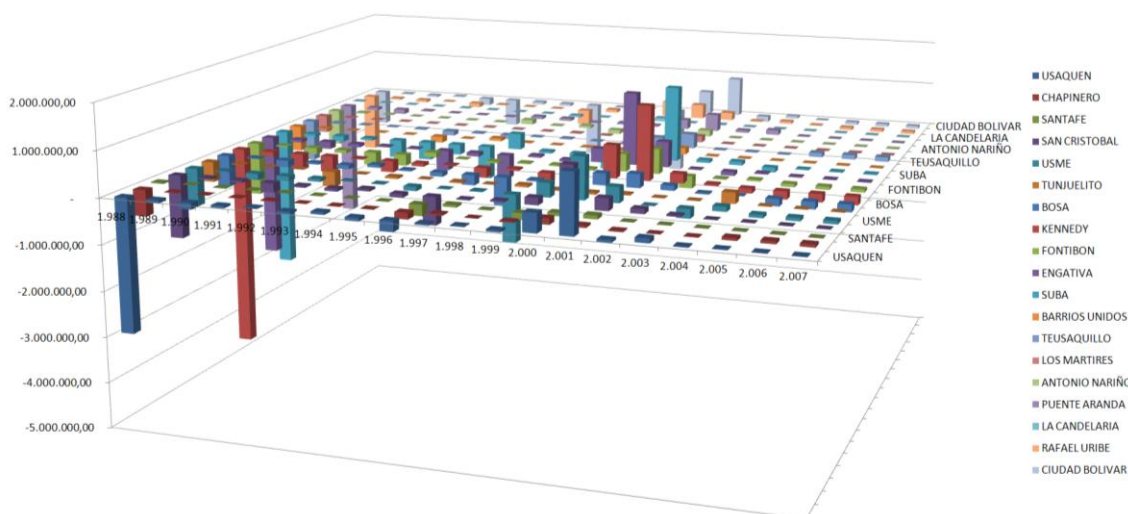 2.000.000,00
1.000.000,00
-
-1.000.000,00
-2.000.000,00
-3.000.000,00
-4.000.000,00
-5.000.000,00
1.988
1.989
1.990
1.991
1.992
1.993
1.994
1.995
1.996
1.997
1.998
1.999
2.000
2.001
2.002
2.003
2.004
2.005
2.006
2.007
CIUDAD BOLIVAR
LA CANDELARIA
ANTONIO NARIÑO
TEUSAQUILLO
SUBA
FONTIBON
BOSA
USME
SANTAFE
USAQUEN
USAQUEN
CHAPINERO
SANTAFE
SAN CRISTOBAL
USME
TUNJUELITO
BOSA
KENNEDY
FONTIBON
ENGATIVA
SUBA
BARRIOS UNIDOS
TEUSAQUILLO
LOS MARTIRES
ANTONIO NARIÑO
PUENTE ARANDA
LA CANDELARIA
RAFAEL URIBE
CIUDAD BOLIVAR